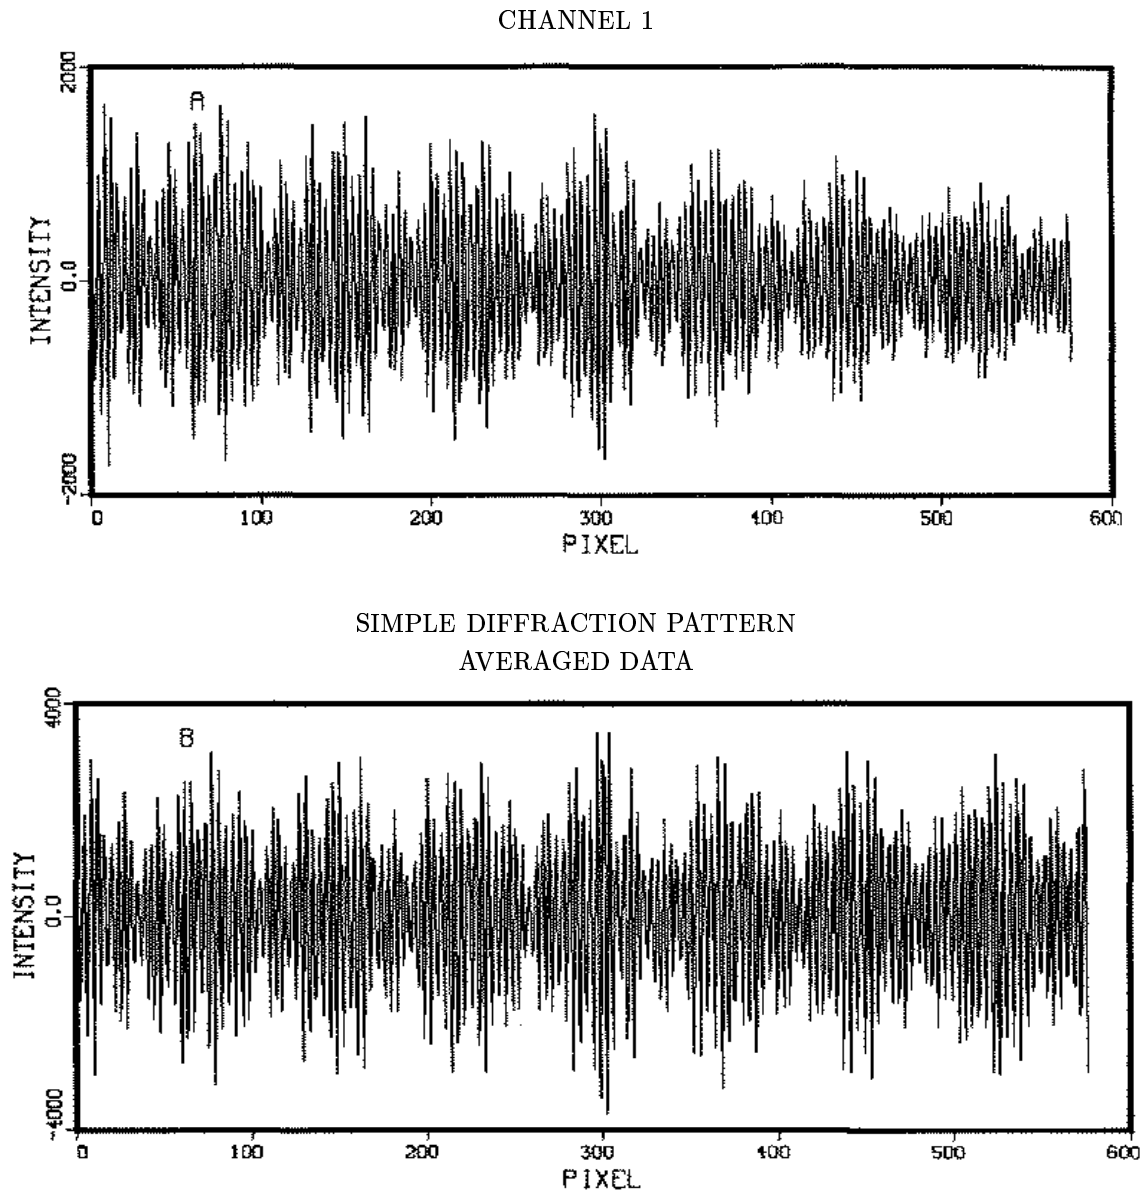 CHANNEL 1
2000
A
INTENSITY
0.0
-2000
0 100 200 300 400 500 600
PIXEL
SIMPLE DIFFRACTION PATTERN
AVERAGED DATA
4000
B
INTENSITY
0.0
-4000
0 100 200 300 400 500 600
PIXEL